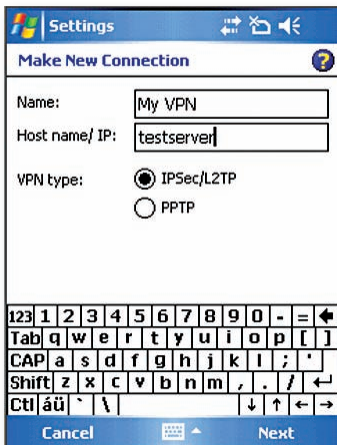 Settings
Make New Connection
Name: My VPN
Host name/ IP: testserver
VPN type: IPSec/L2TP
PPTP
123 1 2 3 4 5 6 7 8 9 0 - =
Tab q w e r t y u i o p [ ]
CAP a s d f g h j k l ; '
Shift z x c v b n m , . /
Ctl áü ` \
Cancel Next